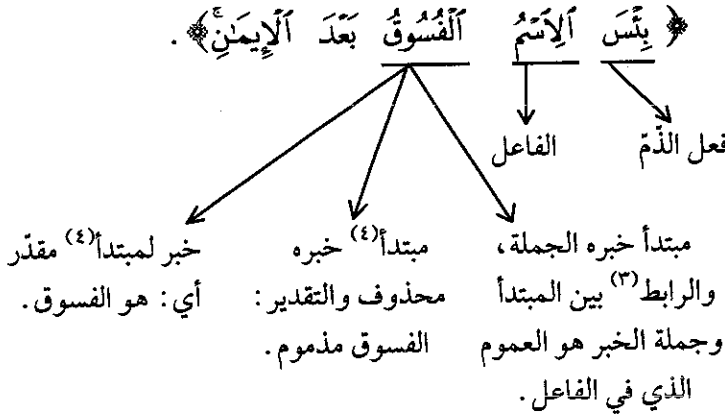 ﴿ بِئْسَ ٱلِٱسْمُ ٱلْفُسُوقُ بَعْدَ ٱلْإِيمَٰنِۚ ﴾ .
فعل الذّمّ الفاعل
مبتدأ خبره الجملة، مبتدأ(٤) خبره خبر لمبتدأ(٤) مقدّر
والرابط(٣) بين المبتدأ محذوف والتقدير: أي: هو الفسوق.
وجملة الخبر هو العموم الفسوق مذموم.
الذي في الفاعل.